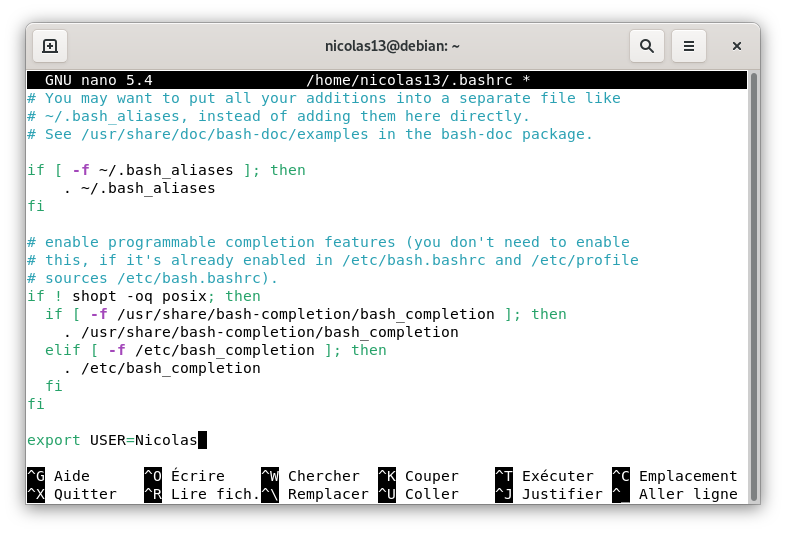 nicolas13@debian: ~
GNU nano 5.4 /home/nicolas13/.bashrc *
# You may want to put all your additions into a separate file like
# ~/.bash_aliases, instead of adding them here directly.
# See /usr/share/doc/bash-doc/examples in the bash-doc package.
if [ -f ~/.bash_aliases ]; then
    . ~/.bash_aliases
fi
# enable programmable completion features (you don't need to enable
# this, if it's already enabled in /etc/bash.bashrc and /etc/profile
# sources /etc/bash.bashrc).
if ! shopt -oq posix; then
  if [ -f /usr/share/bash-completion/bash_completion ]; then
    . /usr/share/bash-completion/bash_completion
  elif [ -f /etc/bash_completion ]; then
    . /etc/bash_completion
  fi
fi
export USER=Nicolas
^G Aide ^O Écrire ^W Chercher ^K Couper ^T Exécuter ^C Emplacement
^X Quitter ^R Lire fich. ^\ Remplacer ^U Coller ^J Justifier ^_ Aller ligne